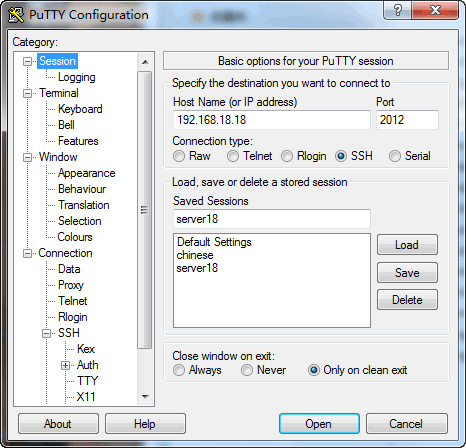 PuTTY Configuration
Category:
Session
Logging
Terminal
Keyboard
Bell
Features
Window
Appearance
Behaviour
Translation
Selection
Colours
Connection
Data
Proxy
Telnet
Rlogin
SSH
Kex
Auth
TTY
X11
Basic options for your PuTTY session
Specify the destination you want to connect to
Host Name (or IP address) Port
192.168.18.18 2012
Connection type:
Raw Telnet Rlogin SSH Serial
Load, save or delete a stored session
Saved Sessions
server18
Default Settings
chinese
server18
Load
Save
Delete
Close window on exit:
Always Never Only on clean exit
About Help Open Cancel